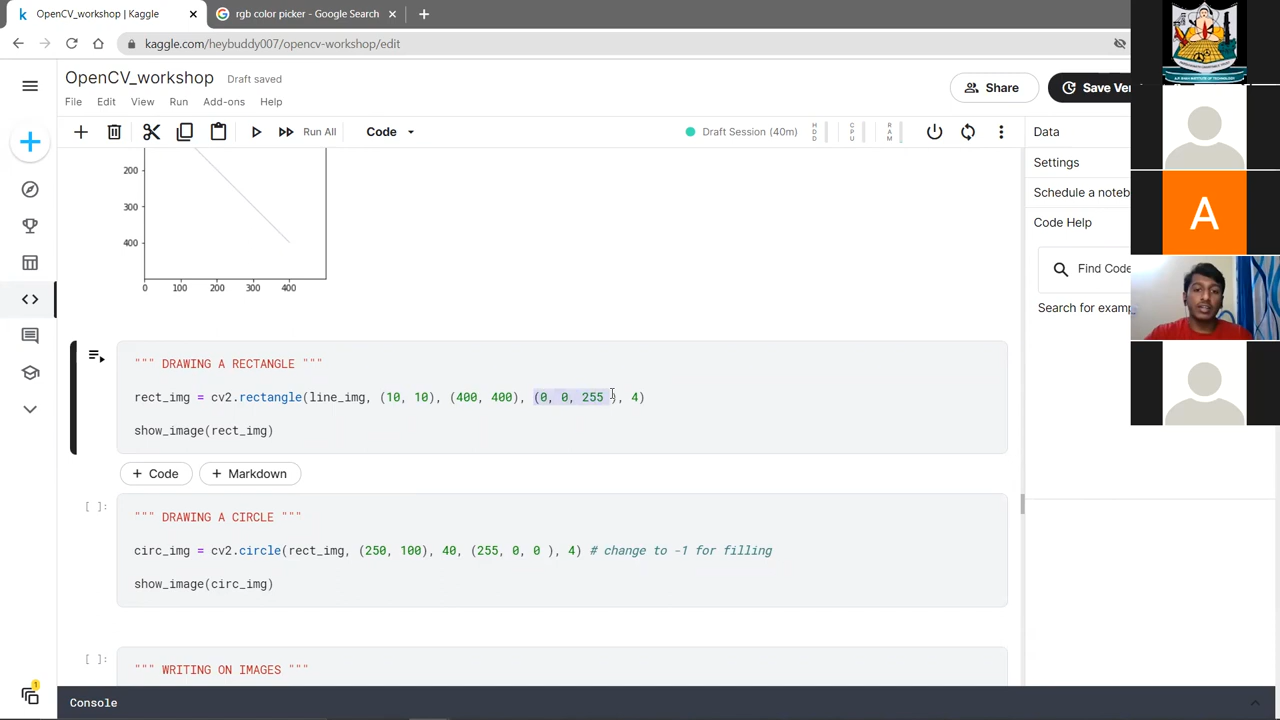 OpenCV_workshop | Kaggle
rgb color picker - Google Search
kaggle.com/heybuddy007/opencv-workshop/edit
OpenCV_workshop
Draft saved
File Edit View Run Add-ons Help
Share
Save Ver
Run All
Code
Draft Session (40m)
HDD
CPU
RAM
Data
Settings
Schedule a noteb
Code Help
Find Code
Search for examp
200
300
400
0 100 200 300 400
""" DRAWING A RECTANGLE """
rect_img = cv2.rectangle(line_img, (10, 10), (400, 400), (0, 0, 255 ), 4)
show_image(rect_img)
+ Code
+ Markdown
[ ]:
""" DRAWING A CIRCLE """
circ_img = cv2.circle(rect_img, (250, 100), 40, (255, 0, 0 ), 4) # change to -1 for filling
show_image(circ_img)
[ ]:
""" WRITING ON IMAGES """
Console
1
A